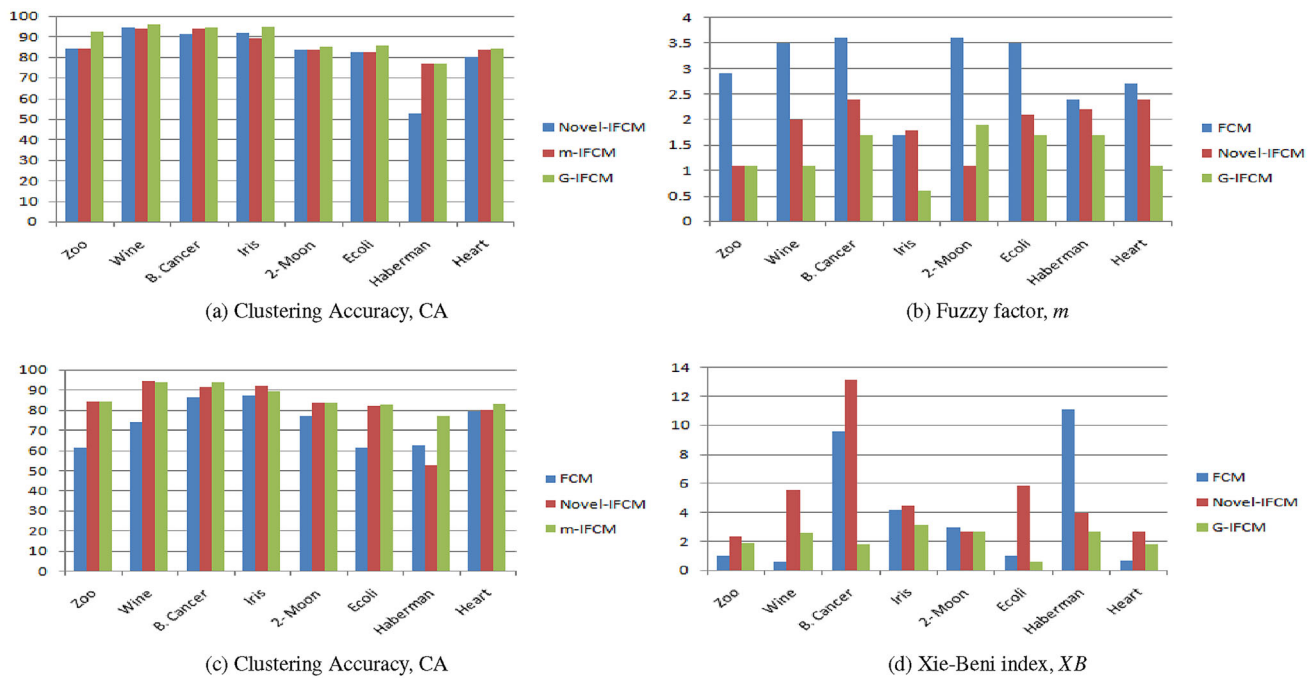 100
90
80
70
60
50
40
30
20
10
0
Zoo
Wine
B. Cancer
Iris
2- Moon
Ecoli
Haberman
Heart
Novel-IFCM
m-IFCM
G-IFCM
(a) Clustering Accuracy, CA
4
3.5
3
2.5
2
1.5
1
0.5
0
Zoo
Wine
B. Cancer
Iris
2- Moon
Ecoli
Haberman
Heart
FCM
Novel-IFCM
G-IFCM
(b) Fuzzy factor, m
100
90
80
70
60
50
40
30
20
10
0
Zoo
Wine
B. Cancer
Iris
2- Moon
Ecoli
Haberman
Heart
FCM
Novel-IFCM
m-IFCM
(c) Clustering Accuracy, CA
14
12
10
8
6
4
2
0
Zoo
Wine
B. Cancer
Iris
2- Moon
Ecoli
Haberman
Heart
FCM
Novel-IFCM
G-IFCM
(d) Xie-Beni index, XB